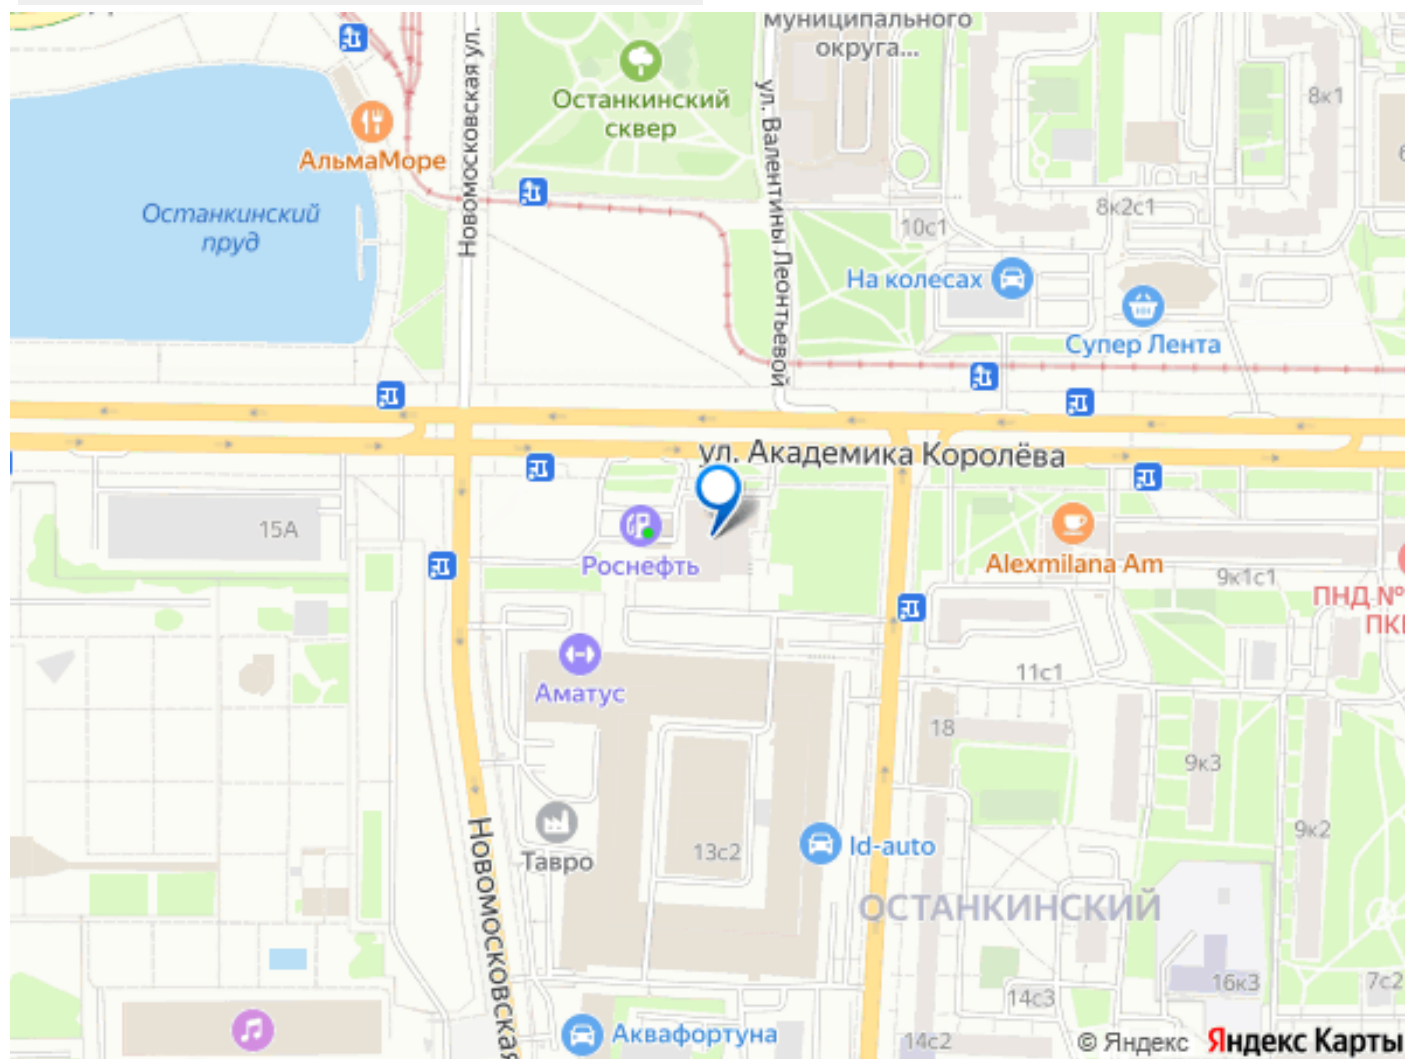 муниципального
округа...
Новомосковская ул.
ул. Валентины Леонтьевой
Останкинский
сквер
8к1
АльмаМоре
Останкинский
пруд
8к2с1
10с1
На колесах
Супер Лента
ул. Академика Королёва
15А
Роснефть
Alexmilana Am
9к1с1
ПНД №
11с1
Аматус
18
9к3
9к2
Тавро
13с2
Id-auto
Новомосковская
ОСТАНКИНСКИЙ
16к3
7с2
14с3
Аквафортуна
14с2
© Яндекс Яндекс Карты